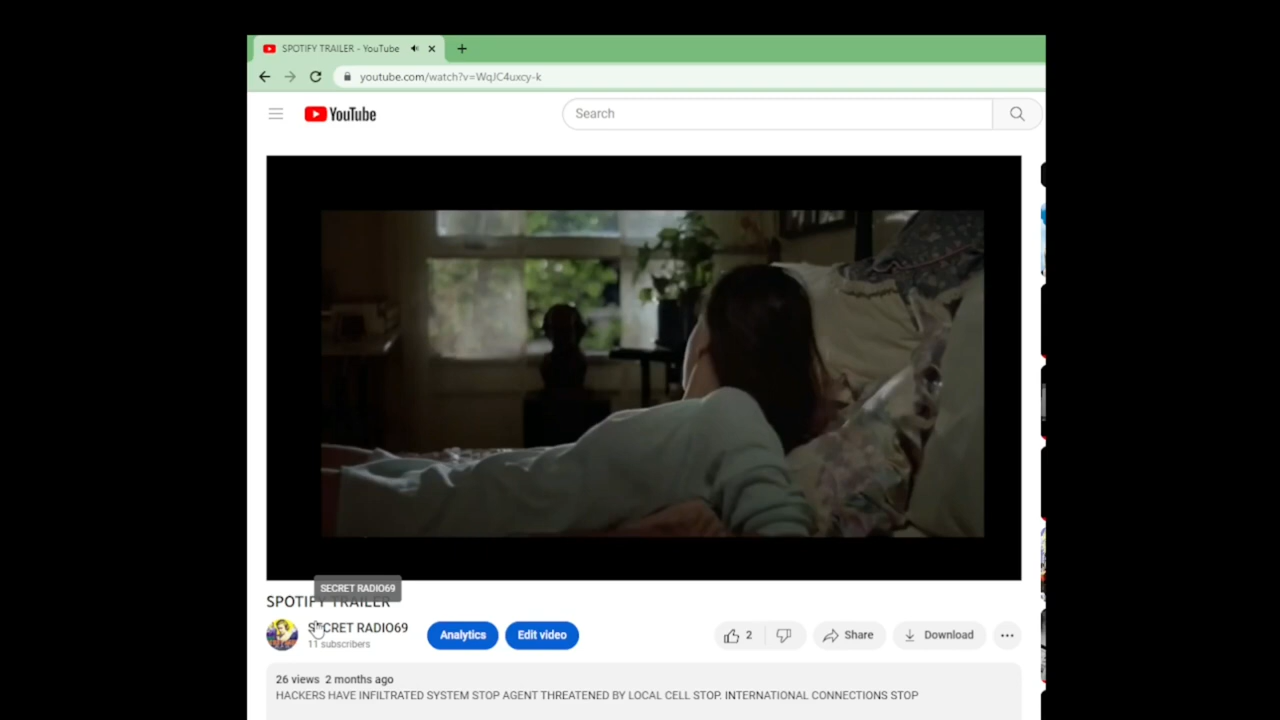 SPOTIFY TRAILER - YouTube
youtube.com/watch?v=WqJC4uxcy-k
YouTube
Search
SECRET RADIO69
SPOTIFY TRAILER
SECRET RADIO69
11 subscribers
Analytics
Edit video
2
Share
Download
26 views 2 months ago
HACKERS HAVE INFILTRATED SYSTEM STOP AGENT THREATENED BY LOCAL CELL STOP. INTERNATIONAL CONNECTIONS STOP